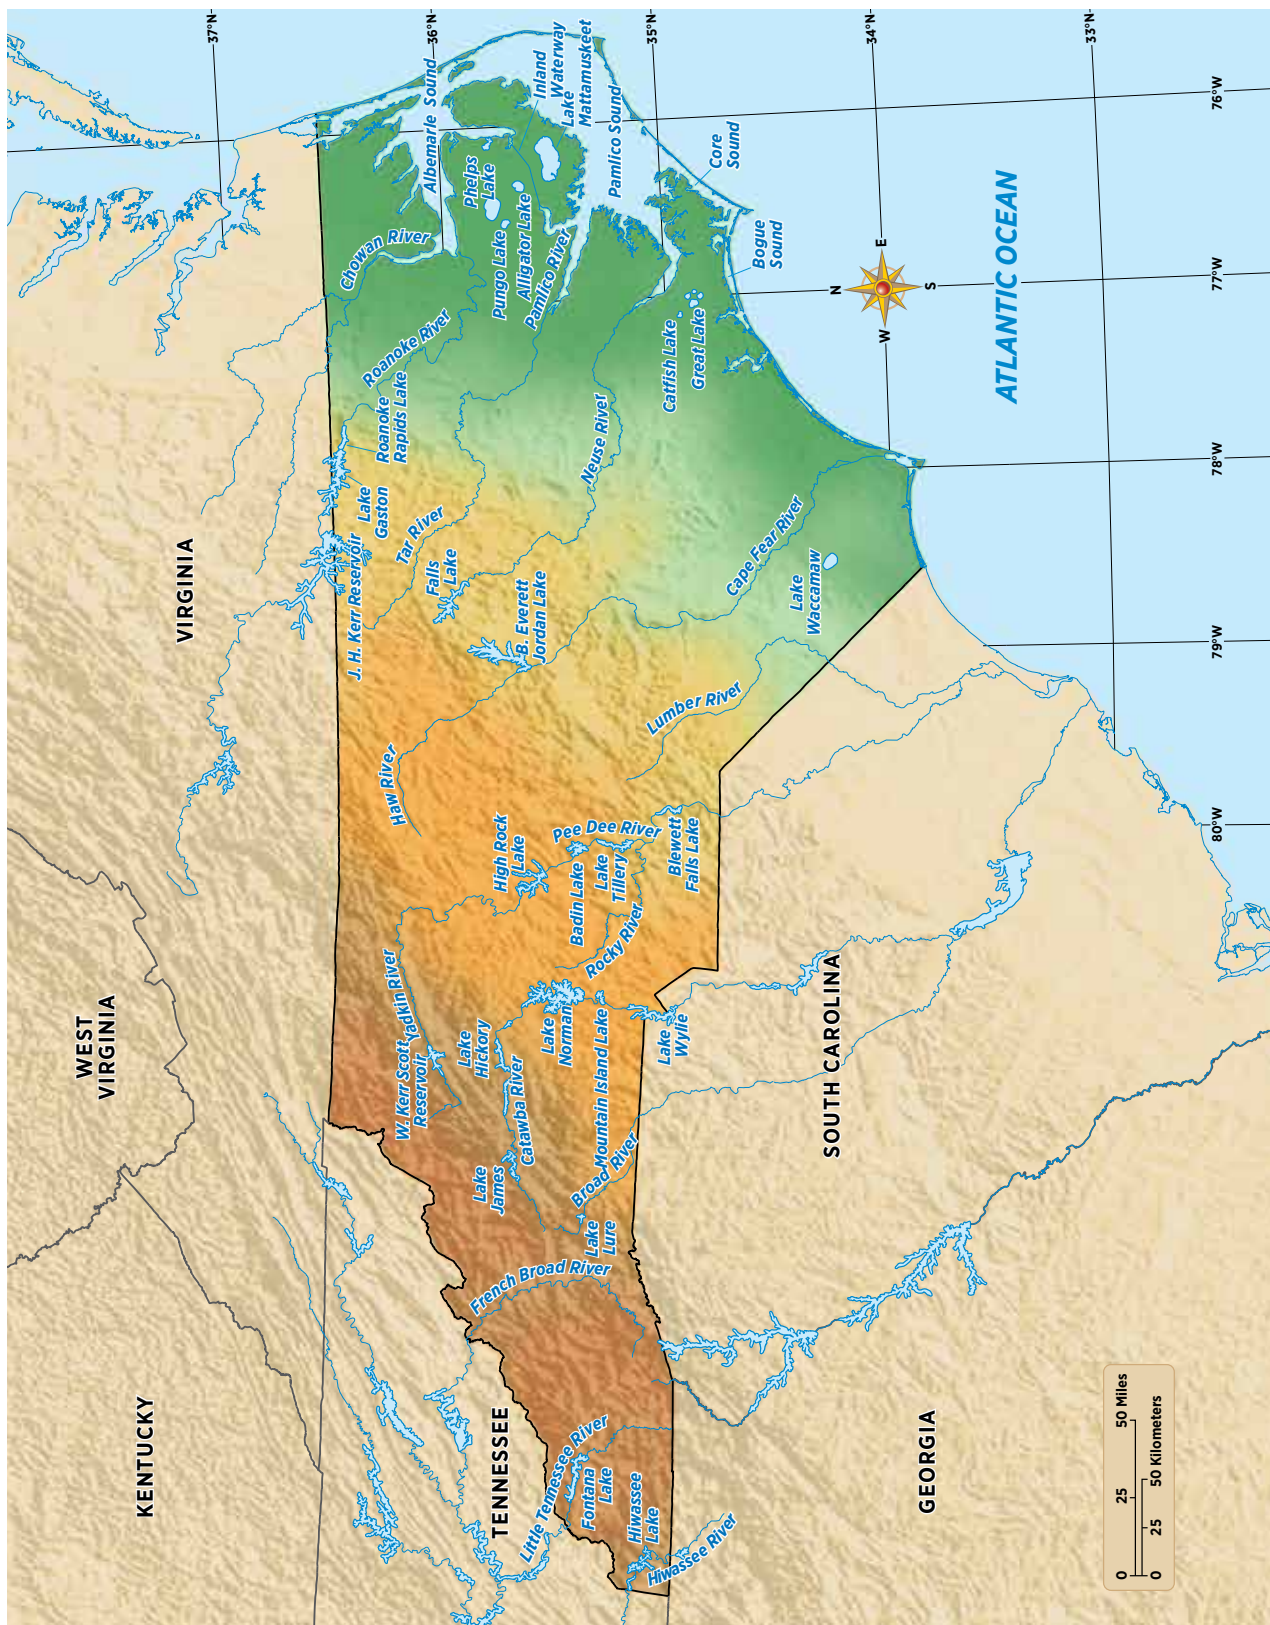 37°N
36°N
35°N
34°N
33°N
76°W
77°W
78°W
79°W
80°W
KENTUCKY
WEST
VIRGINIA
VIRGINIA
TENNESSEE
GEORGIA
SOUTH CAROLINA
ATLANTIC OCEAN
N
E
S
W
Hiwassee River
Hiwassee
Lake
Fontana
Lake
Little Tennessee River
French Broad River
Lake
Lure
Broad
River
Lake
James
Catawba River
W. Kerr Scott
Reservoir
Yadkin River
Lake
Hickory
Lake
Norman
Mountain Island Lake
Lake
Wylie
Rocky River
High Rock
Lake
Badin Lake
Lake
Tillery
Pee Dee River
Blewett
Falls Lake
Haw River
Lumber River
B. Everett
Jordan Lake
Falls
Lake
J. H. Kerr Reservoir
Tar River
Lake
Gaston
Roanoke
Rapids Lake
Roanoke River
Chowan River
Neuse River
Cape Fear River
Lake
Waccamaw
Catfish Lake
Great Lake
Pamlico River
Pungo Lake
Alligator Lake
Phelps
Lake
Albemarle Sound
Inland
Waterway
Lake
Mattamuskeet
Pamlico Sound
Core
Sound
Bogue
Sound
0 25 50 Miles
0 25 50 Kilometers